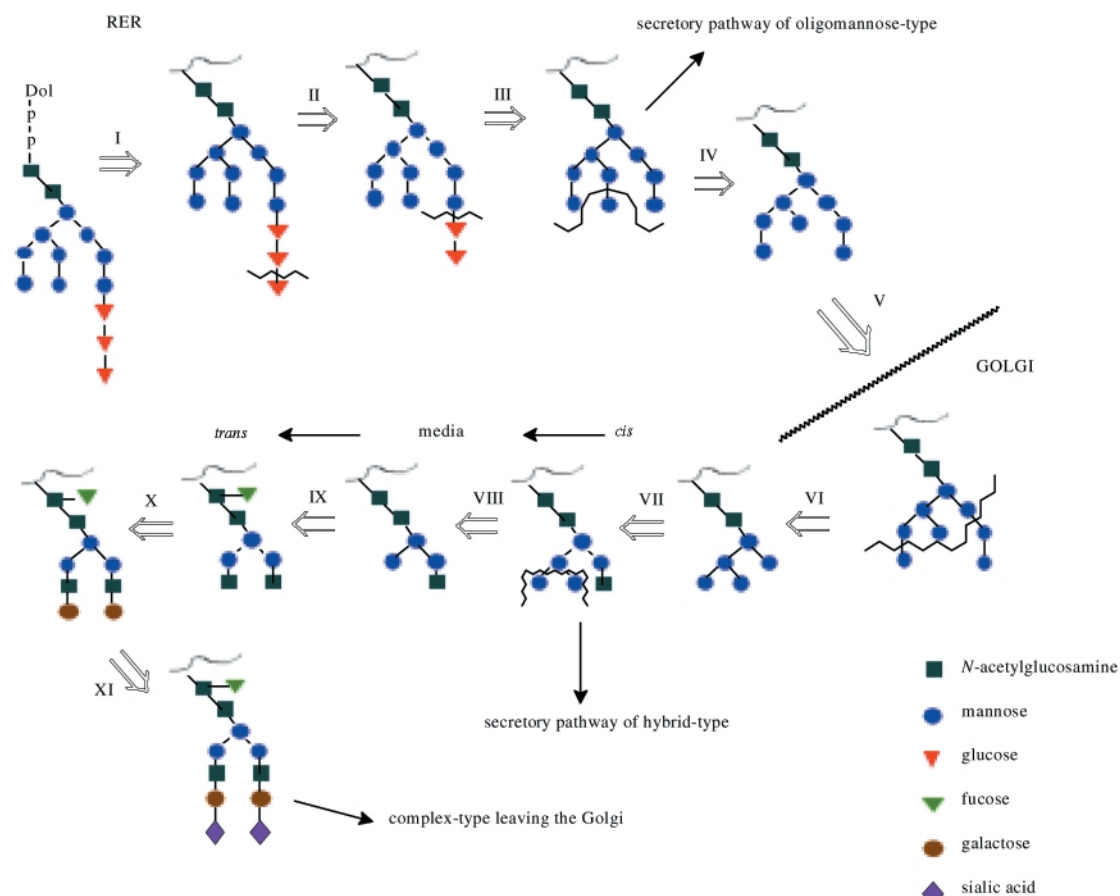 RER
secretory pathway of oligomannose-type
Dol
p
p
I
II
III
IV
V
GOLGI
trans
media
cis
X
IX
VIII
VII
VI
XI
secretory pathway of hybrid-type
complex-type leaving the Golgi
N-acetylglucosamine
mannose
glucose
fucose
galactose
sialic acid